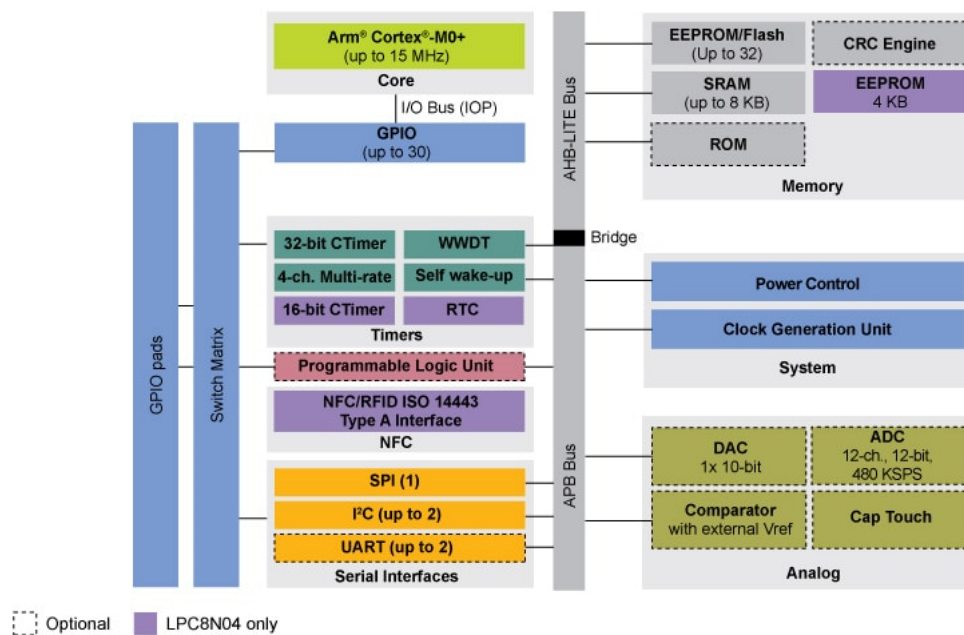 Arm® Cortex®-M0+
(up to 15 MHz)
Core
I/O Bus (IOP)
GPIO
(up to 30)
GPIO pads
Switch Matrix
32-bit CTimer
WWDT
4-ch. Multi-rate
Self wake-up
16-bit CTimer
RTC
Timers
Programmable Logic Unit
NFC/RFID ISO 14443
Type A Interface
NFC
SPI (1)
I²C (up to 2)
UART (up to 2)
Serial Interfaces
AHB-LITE Bus
Bridge
APB Bus
EEPROM/Flash
(Up to 32)
CRC Engine
SRAM
(up to 8 KB)
EEPROM
4 KB
ROM
Memory
Power Control
Clock Generation Unit
System
DAC
1x 10-bit
ADC
12-ch., 12-bit,
480 KSPS
Comparator
with external Vref
Cap Touch
Analog
Optional
LPC8N04 only